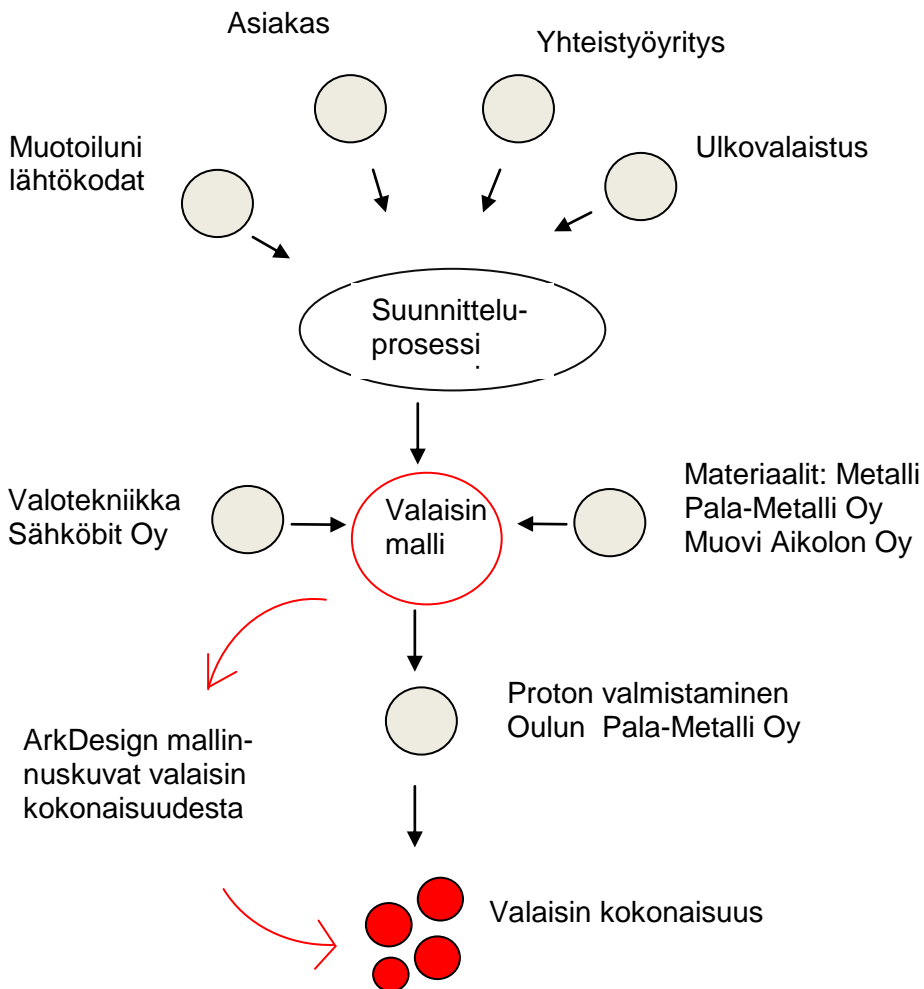 Asiakas
Yhteistyöyritys
Muotoiluni
lähtökodat
Ulkovalaistus
Suunnittelu-
prosessi
.
Valotekniikka
Sähköbit Oy
Valaisin
malli
Materiaalit: Metalli
Pala-Metalli Oy
Muovi Aikolon Oy
Proton valmistaminen
Oulun  Pala-Metalli Oy
ArkDesign mallin-
nuskuvat valaisin
kokonaisuudesta
Valaisin kokonaisuus